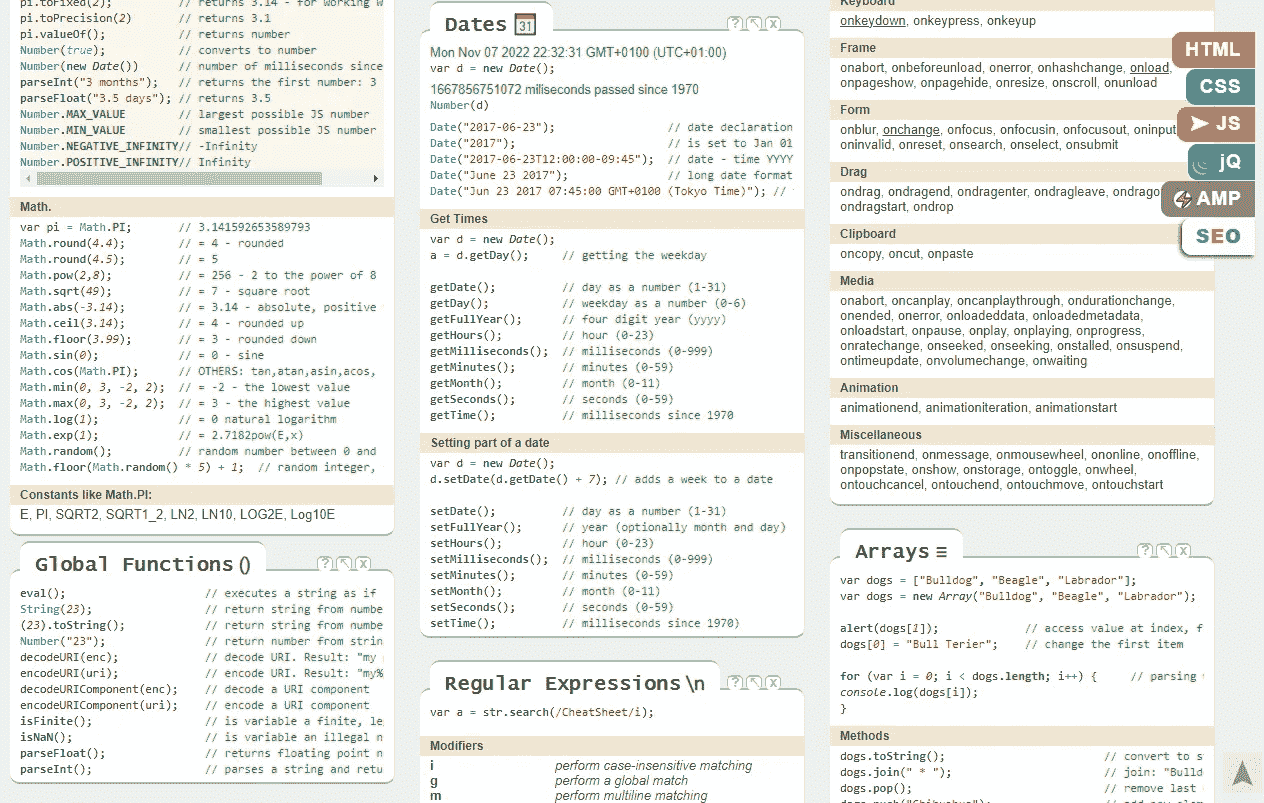 pi.toFixed(2); // returns 3.14 - for working w
pi.toPrecision(2) // returns 3.1
pi.valueOf(); // returns number
Number(true); // converts to number
Number(new Date()) // number of milliseconds since
parseInt("3 months"); // returns the first number: 3
parseFloat("3.5 days"); // returns 3.5
Number.MAX_VALUE // largest possible JS number
Number.MIN_VALUE // smallest possible JS number
Number.NEGATIVE_INFINITY// -Infinity
Number.POSITIVE_INFINITY// Infinity
Math.
var pi = Math.PI; // 3.141592653589793
Math.round(4.4); // = 4 - rounded
Math.round(4.5); // = 5
Math.pow(2,8); // = 256 - 2 to the power of 8
Math.sqrt(49); // = 7 - square root
Math.abs(-3.14); // = 3.14 - absolute, positive
Math.ceil(3.14); // = 4 - rounded up
Math.floor(3.99); // = 3 - rounded down
Math.sin(0); // = 0 - sine
Math.cos(Math.PI); // OTHERS: tan,atan,asin,acos,
Math.min(0, 3, -2, 2); // = -2 - the lowest value
Math.max(0, 3, -2, 2); // = 3 - the highest value
Math.log(1); // = 0 natural logarithm
Math.exp(1); // = 2.7182pow(E,x)
Math.random(); // random number between 0 and
Math.floor(Math.random() * 5) + 1; // random integer,
Constants like Math.PI:
E, PI, SQRT2, SQRT1_2, LN2, LN10, LOG2E, Log10E
Global Functions ()
? x
eval(); // executes a string as if
String(23); // return string from numbe
(23).toString(); // return string from numbe
Number("23"); // return number from strin
decodeURI(enc); // decode URI. Result: "my
encodeURI(uri); // encode URI. Result: "my%
decodeURIComponent(enc); // decode a URI component
encodeURIComponent(uri); // encode a URI component
isFinite(); // is variable a finite, le
isNaN(); // is variable an illegal n
parseFloat(); // returns floating point n
parseInt(); // parses a string and retu
Dates 31
? x
Mon Nov 07 2022 22:32:31 GMT+0100 (UTC+01:00)
var d = new Date();
1667856751072 miliseconds passed since 1970
Number(d)
Date("2017-06-23"); // date declaration
Date("2017"); // is set to Jan 01
Date("2017-06-23T12:00:00-09:45"); // date - time YYYY
Date("June 23 2017"); // long date format
Date("Jun 23 2017 07:45:00 GMT+0100 (Tokyo Time)"); //
Get Times
var d = new Date();
a = d.getDay(); // getting the weekday
getDate(); // day as a number (1-31)
getDay(); // weekday as a number (0-6)
getFullYear(); // four digit year (yyyy)
getHours(); // hour (0-23)
getMilliseconds(); // milliseconds (0-999)
getMinutes(); // minutes (0-59)
getMonth(); // month (0-11)
getSeconds(); // seconds (0-59)
getTime(); // milliseconds since 1970
Setting part of a date
var d = new Date();
d.setDate(d.getDate() + 7); // adds a week to a date
setDate(); // day as a number (1-31)
setFullYear(); // year (optionally month and day)
setHours(); // hour (0-23)
setMilliseconds(); // milliseconds (0-999)
setMinutes(); // minutes (0-59)
setMonth(); // month (0-11)
setSeconds(); // seconds (0-59)
setTime(); // milliseconds since 1970)
Regular Expressions \n
? x
var a = str.search(/CheatSheet/i);
Modifiers
i perform case-insensitive matching
g perform a global match
m perform multiline matching
Keyboard
onkeydown, onkeypress, onkeyup
Frame
onabort, onbeforeunload, onerror, onhashchange, onload,
onpageshow, onpagehide, onresize, onscroll, onunload
Form
onblur, onchange, onfocus, onfocusin, onfocusout, oninput,
oninvalid, onreset, onsearch, onselect, onsubmit
Drag
ondrag, ondragend, ondragenter, ondragleave, ondrago
ondragstart, ondrop
Clipboard
oncopy, oncut, onpaste
Media
onabort, oncanplay, oncanplaythrough, ondurationchange,
onended, onerror, onloadeddata, onloadedmetadata,
onloadstart, onpause, onplay, onplaying, onprogress,
onratechange, onseeked, onseeking, onstalled, onsuspend,
ontimeupdate, onvolumechange, onwaiting
Animation
animationend, animationiteration, animationstart
Miscellaneous
transitionend, onmessage, onmousewheel, ononline, onoffline,
onpopstate, onshow, onstorage, ontoggle, onwheel,
ontouchcancel, ontouchend, ontouchmove, ontouchstart
Arrays ≡
? x
var dogs = ["Bulldog", "Beagle", "Labrador"];
var dogs = new Array("Bulldog", "Beagle", "Labrador");
alert(dogs[1]); // access value at index, f
dogs[0] = "Bull Terier"; // change the first item
for (var i = 0; i < dogs.length; i++) { // parsing
console.log(dogs[i]);
}
Methods
dogs.toString(); // convert to s
dogs.join(" * "); // join: "Bulld
dogs.pop(); // remove last
HTML
CSS
JS
jQ
AMP
SEO